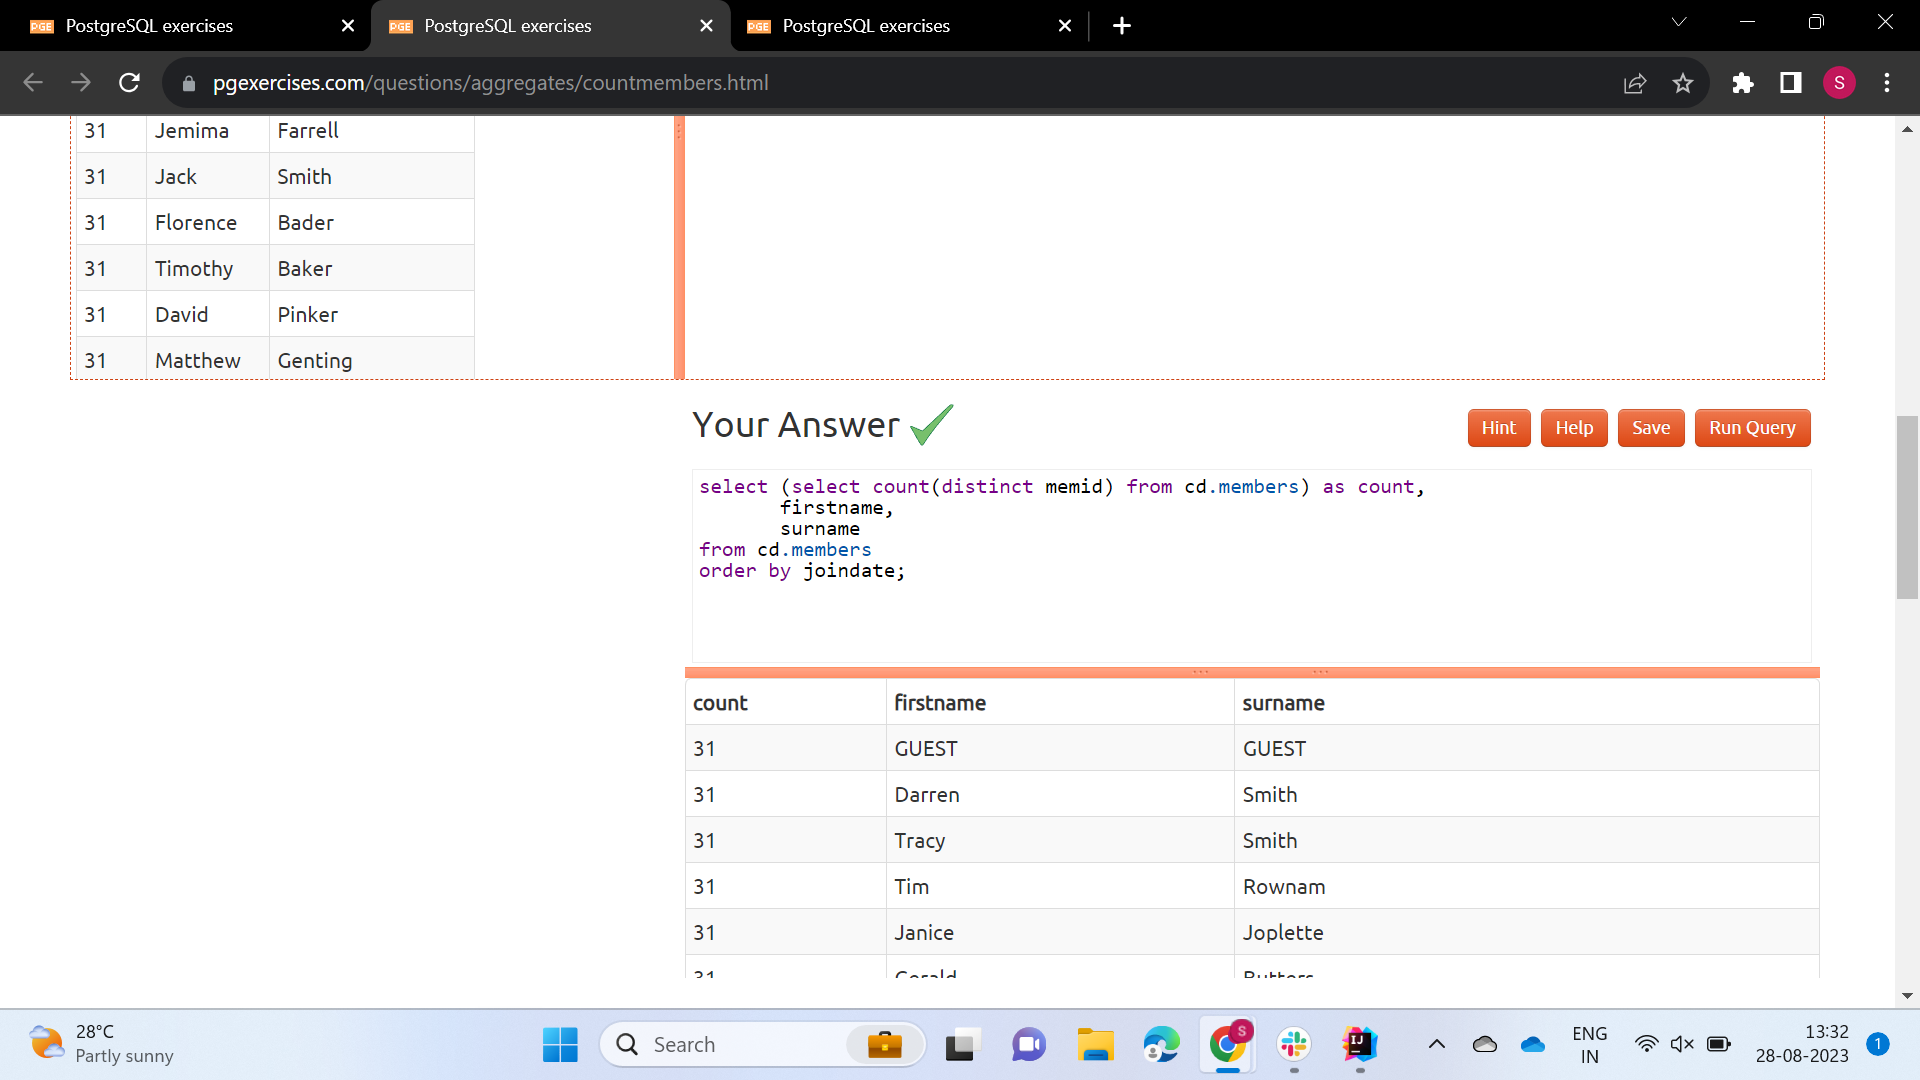 PGE PostgreSQL exercises
PGE PostgreSQL exercises
PGE PostgreSQL exercises
pgexercises.com/questions/aggregates/countmembers.html
S
31 Jemima Farrell
31 Jack Smith
31 Florence Bader
31 Timothy Baker
31 David Pinker
31 Matthew Genting
Your Answer
Hint
Help
Save
Run Query
select (select count(distinct memid) from cd.members) as count,
firstname,
surname
from cd.members
order by joindate;
count firstname surname
31 GUEST GUEST
31 Darren Smith
31 Tracy Smith
31 Tim Rownam
31 Janice Joplette
31 Gerald Butters
28°C
Partly sunny
Search
S
IJ
ENG
IN
13:32
28-08-2023
1